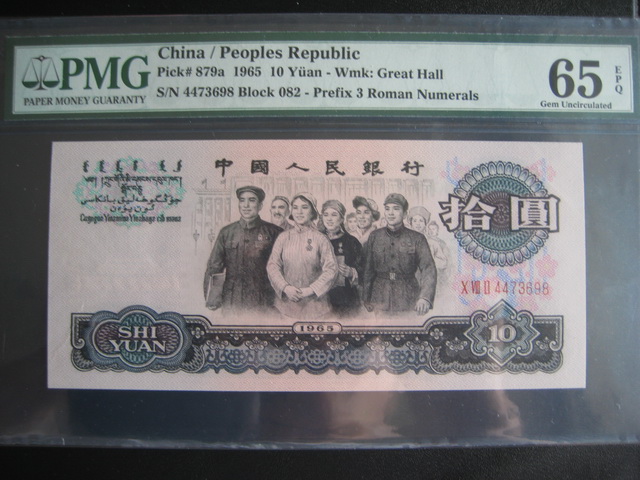 PMG
PAPER MONEY GUARANTY
China / Peoples Republic
Pick# 879a 1965 10 Yüan - Wmk: Great Hall
S/N 4473698 Block 082 - Prefix 3 Roman Numerals
65 EPQ
Gem Uncirculated
中國人民銀行
拾圓
X VIII II 4473698
1965
SHI
YUAN
10